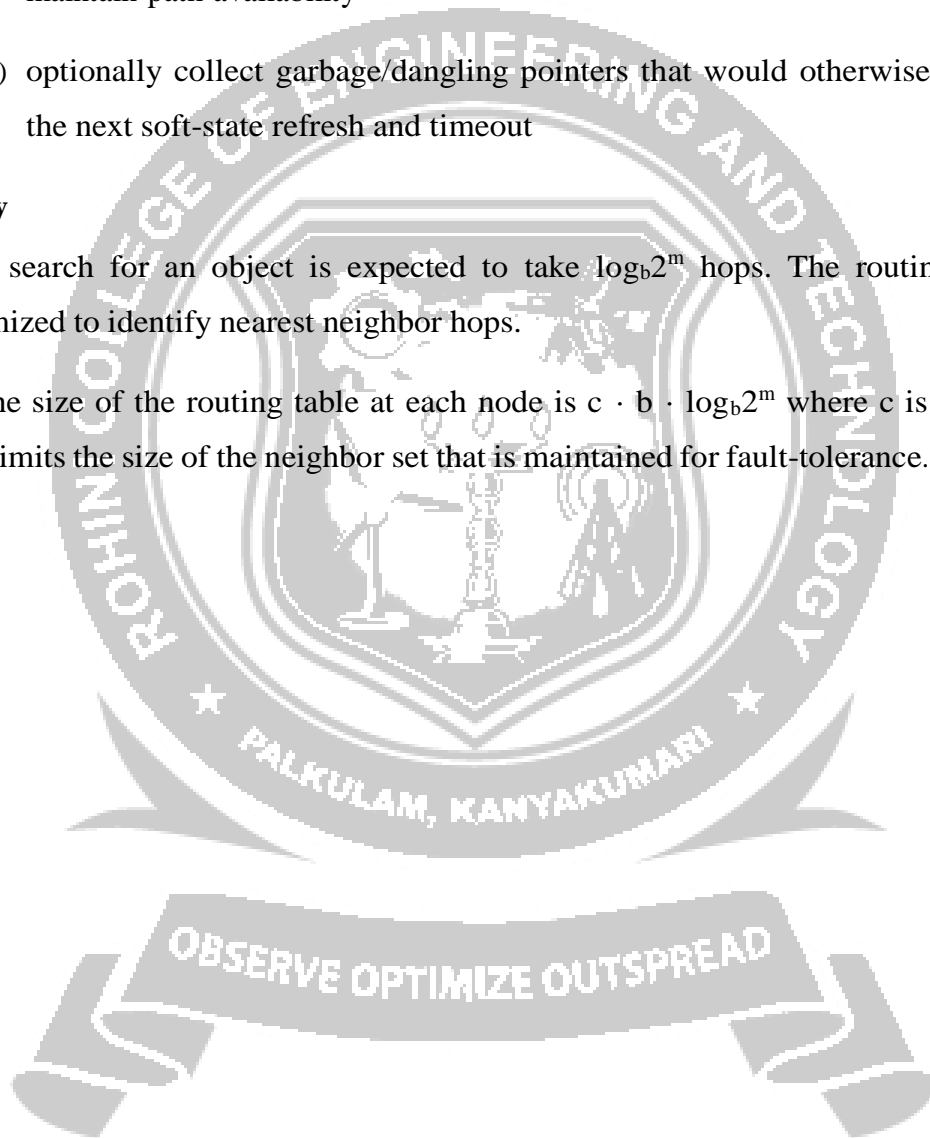 maintain path availability
) optionally collect garbage/dangling pointers that would otherwise
the next soft-state refresh and timeout
y
search for an object is expected to take log_b2^m hops. The routin
nized to identify nearest neighbor hops.
ne size of the routing table at each node is c · b · log_b2^m where c is
imits the size of the neighbor set that is maintained for fault-tolerance.
ROHINI COLLEGE OF ENGINEERING AND TECHNOLOGY
★ PALKULAM, KANYAKUMARI ★
OBSERVE OPTIMIZE OUTSPREAD